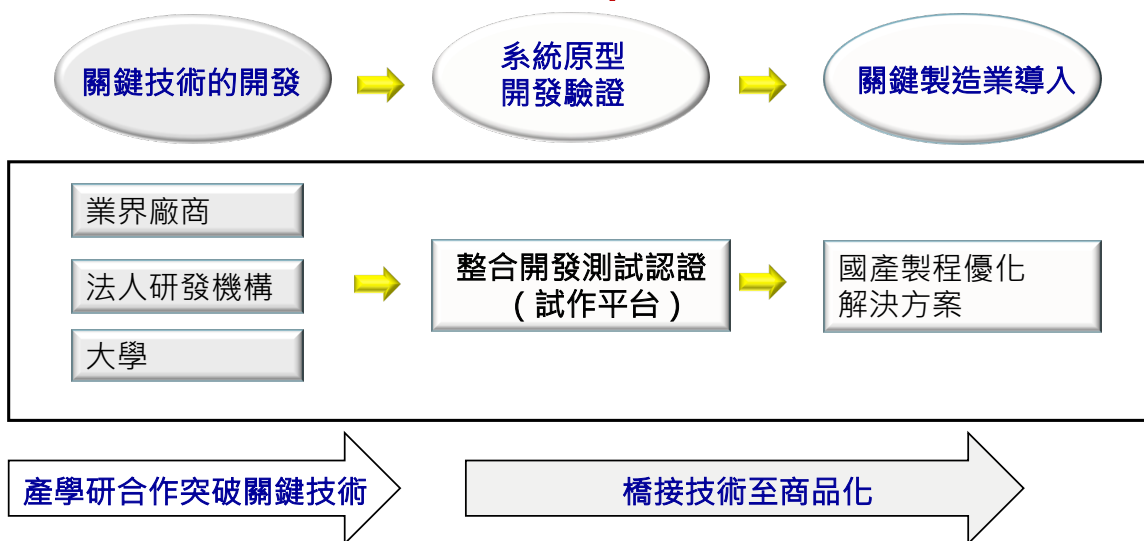 關鍵技術的開發
系統原型
開發驗證
關鍵製造業導入
業界廠商
法人研發機構
大學
整合開發測試認證
（試作平台）
國產製程優化
解決方案
產學研合作突破關鍵技術
橋接技術至商品化